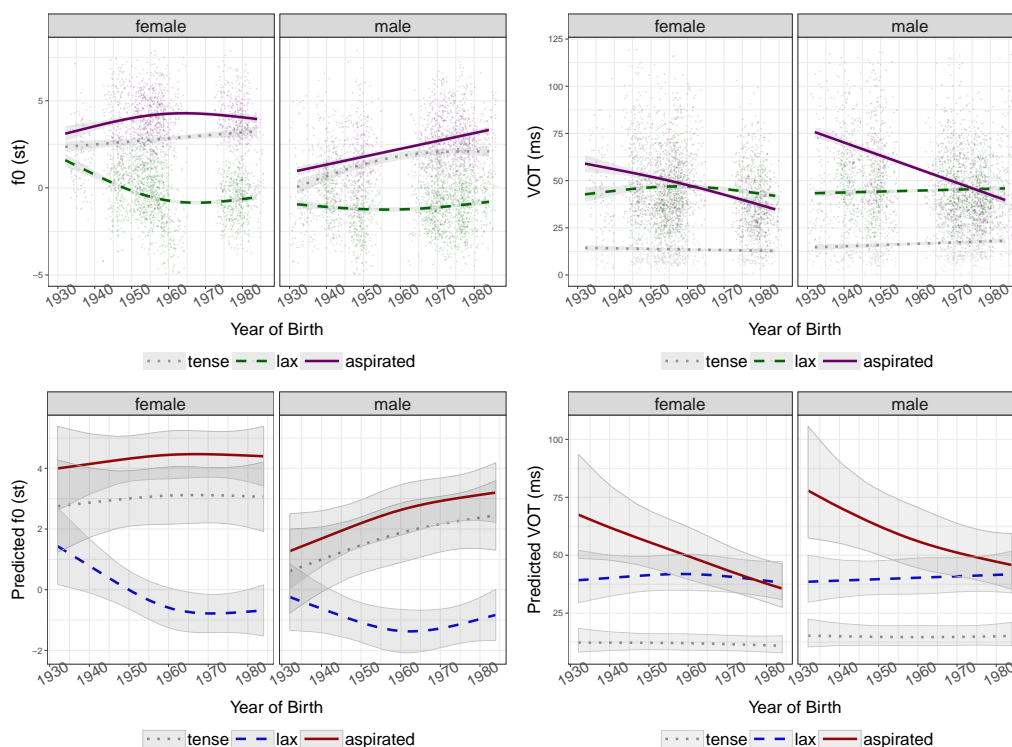 female male
f0 (st)
5
0
−5
1930 1940 1950 1960 1970 1980 1930 1940 1950 1960 1970 1980
Year of Birth
tense lax aspirated
female male
VOT (ms)
125
100
75
50
25
0
1930 1940 1950 1960 1970 1980 1930 1940 1950 1960 1970 1980
Year of Birth
tense lax aspirated
female male
Predicted f0 (st)
4
2
0
−2
1930 1940 1950 1960 1970 1980 1930 1940 1950 1960 1970 1980
Year of Birth
tense lax aspirated
female male
Predicted VOT (ms)
100
75
50
25
1930 1940 1950 1960 1970 1980 1930 1940 1950 1960 1970 1980
Year of Birth
tense lax aspirated